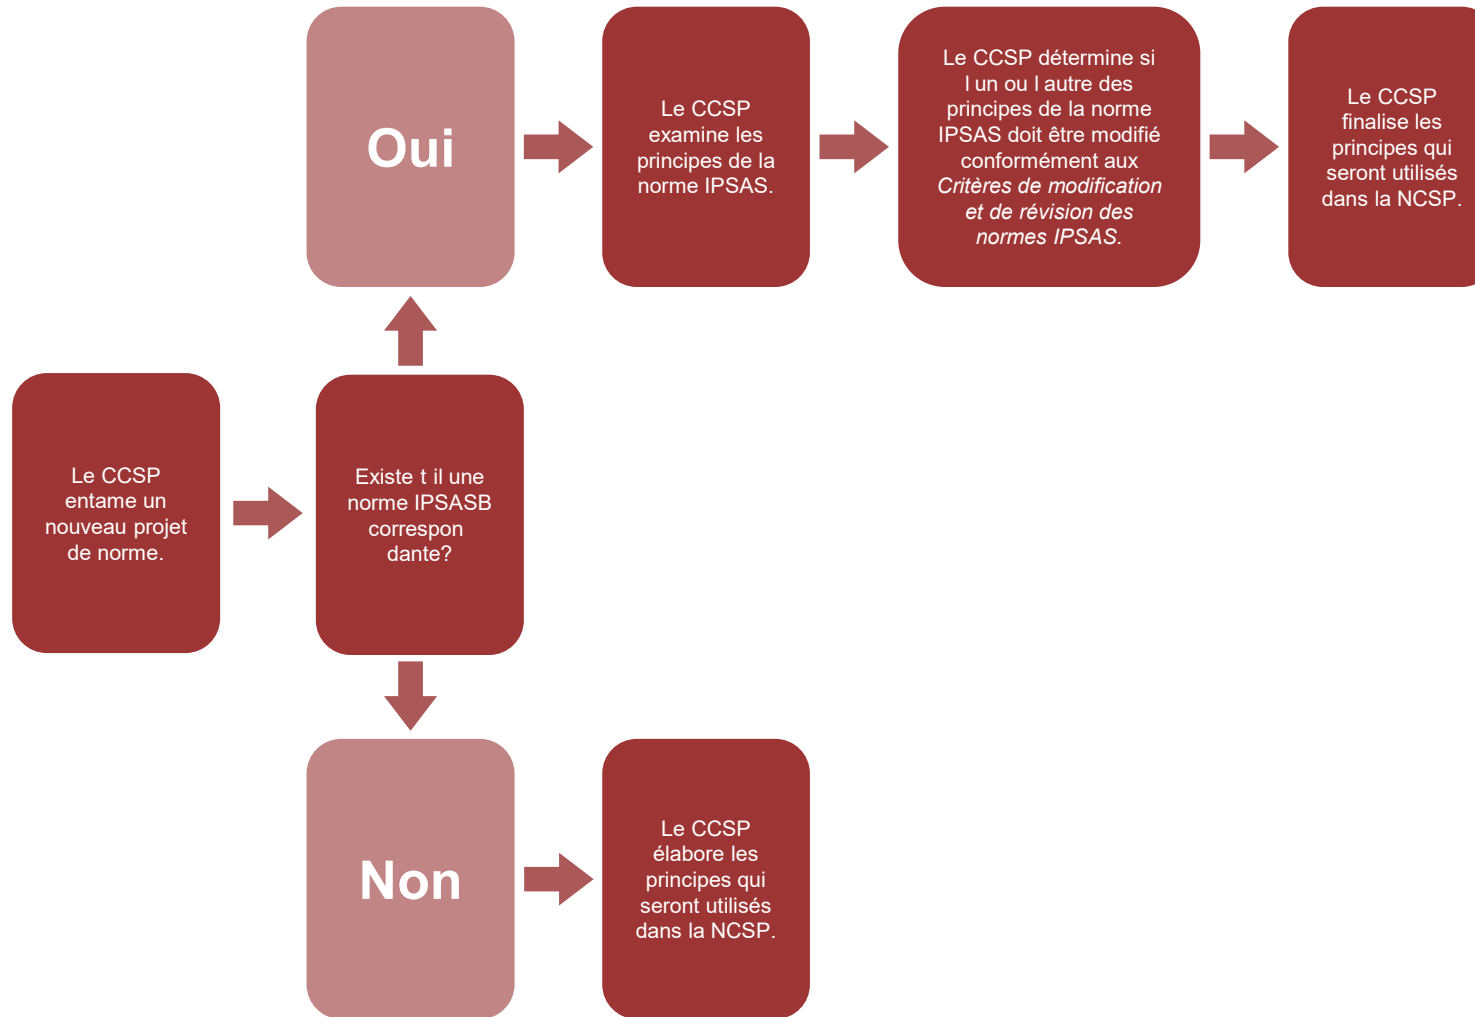 Oui
Le CCSP
examine les
principes de la
norme IPSAS.
Le CCSP détermine si
l un ou l autre des
principes de la norme
IPSAS doit être modifié
conformément aux
Critères de modification
et de révision des
normes IPSAS.
Le CCSP
finalise les
principes qui
seront utilisés
dans la NCSP.
Le CCSP
entame un
nouveau projet
de norme.
Existe t il une
norme IPSASB
correspon
dante?
Non
Le CCSP
élabore les
principes qui
seront utilisés
dans la NCSP.